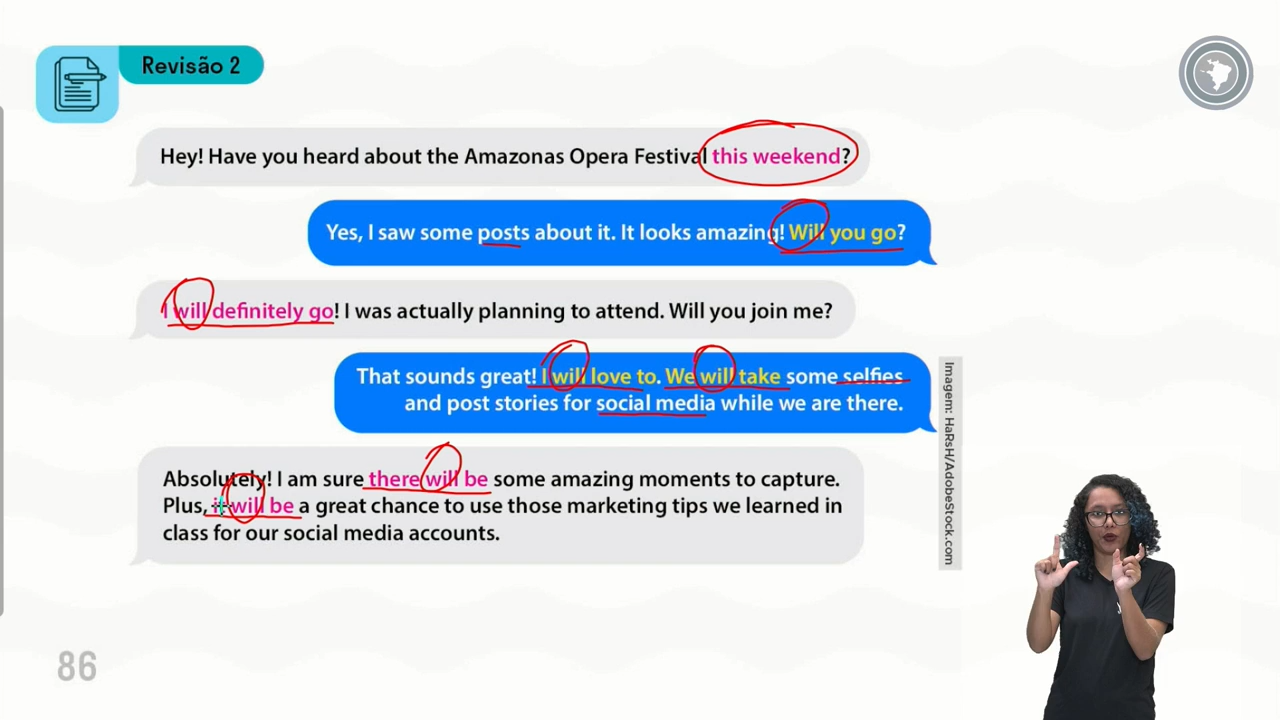 Revisão 2
Hey! Have you heard about the Amazonas Opera Festival this weekend?
Yes, I saw some posts about it. It looks amazing! Will you go?
I will definitely go! I was actually planning to attend. Will you join me?
That sounds great! I will love to. We will take some selfies
and post stories for social media while we are there.
Absolutely! I am sure there will be some amazing moments to capture.
Plus, it will be a great chance to use those marketing tips we learned in
class for our social media accounts.
Imagem: HaRsH/AdobeStock.com
86